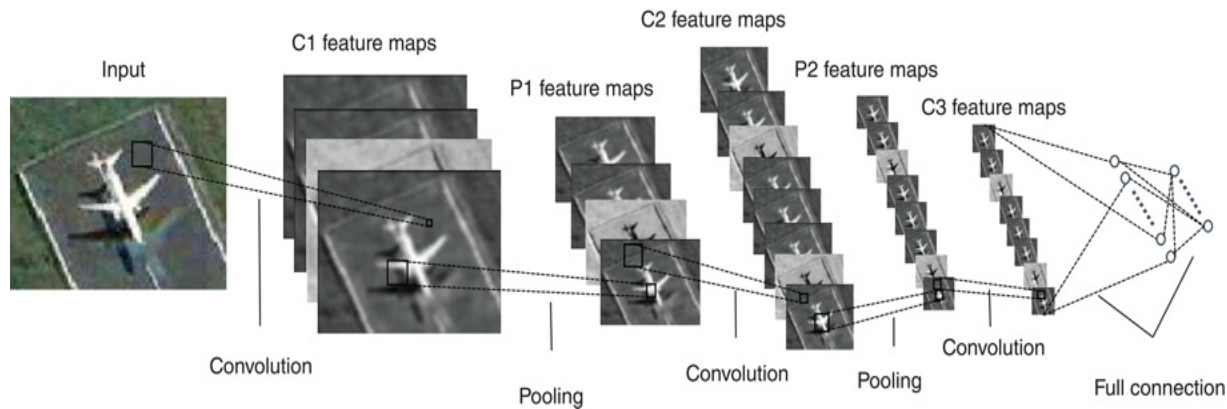 Input
C1 feature maps
P1 feature maps
C2 feature maps
P2 feature maps
C3 feature maps
Convolution
Pooling
Convolution
Pooling
Convolution
Full connection